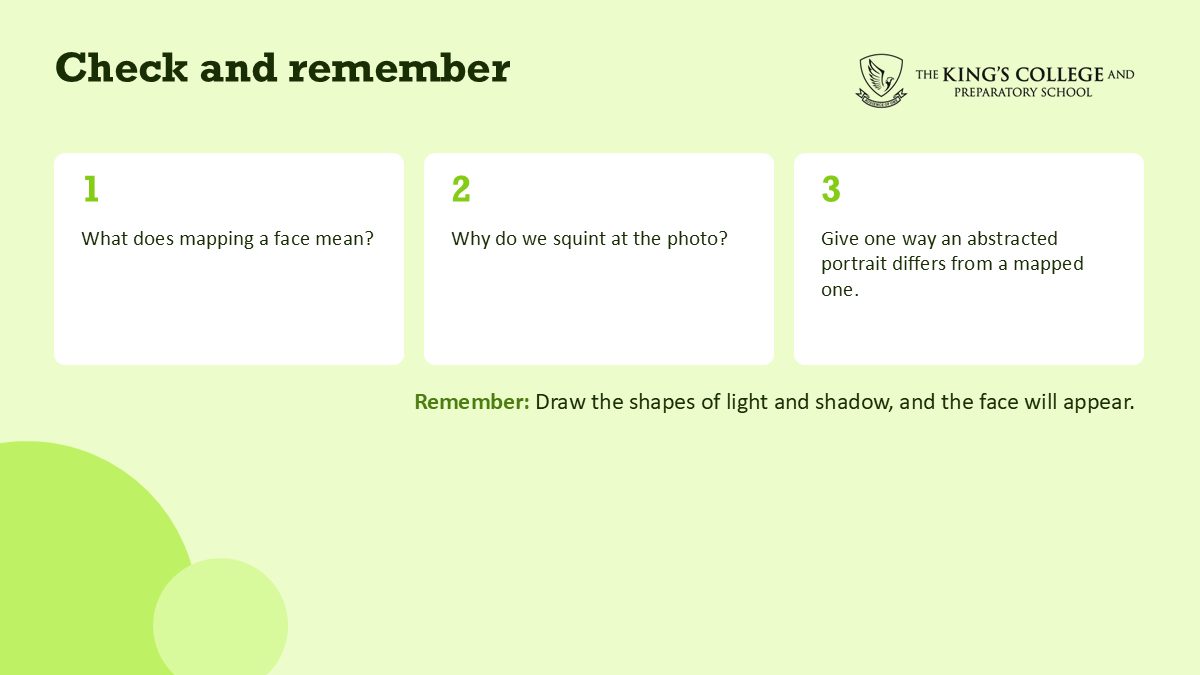 Check and remember
THE KING'S COLLEGE AND
PREPARATORY SCHOOL
1
What does mapping a face mean?
2
Why do we squint at the photo?
3
Give one way an abstracted
portrait differs from a mapped
one.
Remember: Draw the shapes of light and shadow, and the face will appear.